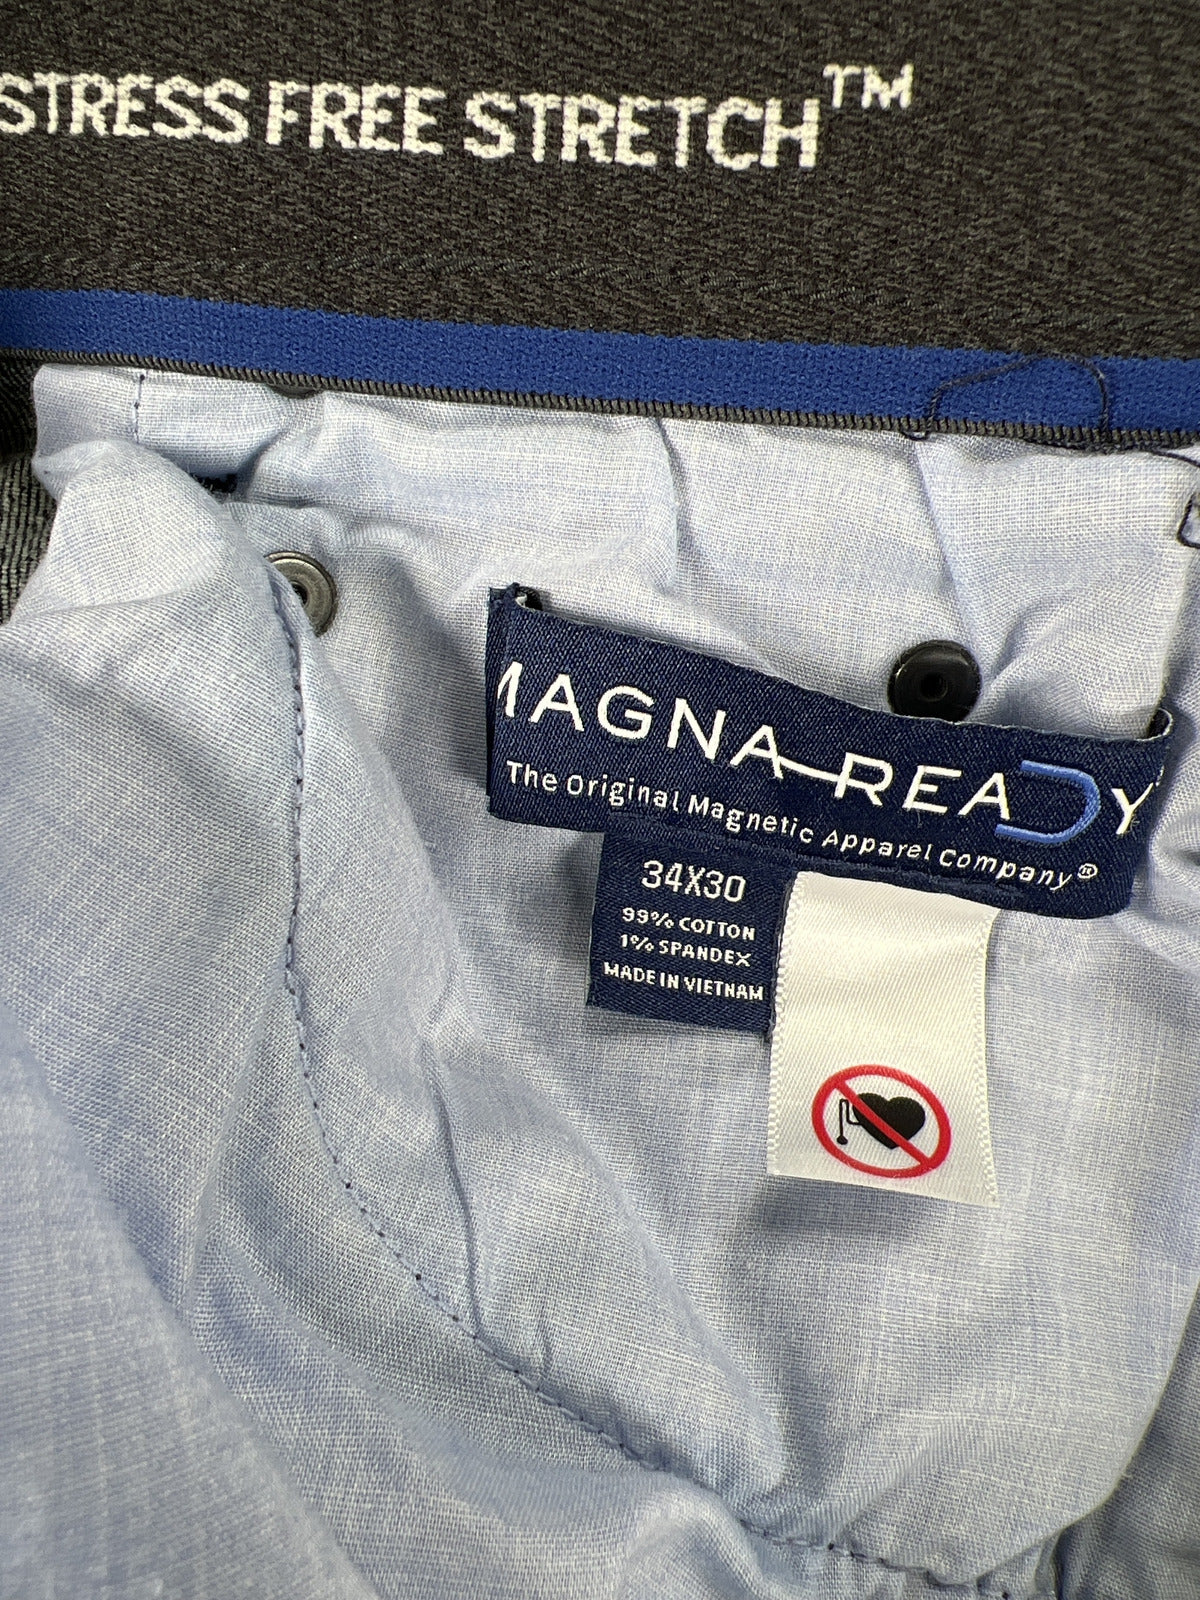 STRESS FREE STRETCH™
MAGNA READY
The Original Magnetic Apparel Company®
34X30
99% COTTON
1% SPANDEX
MADE IN VIETNAM